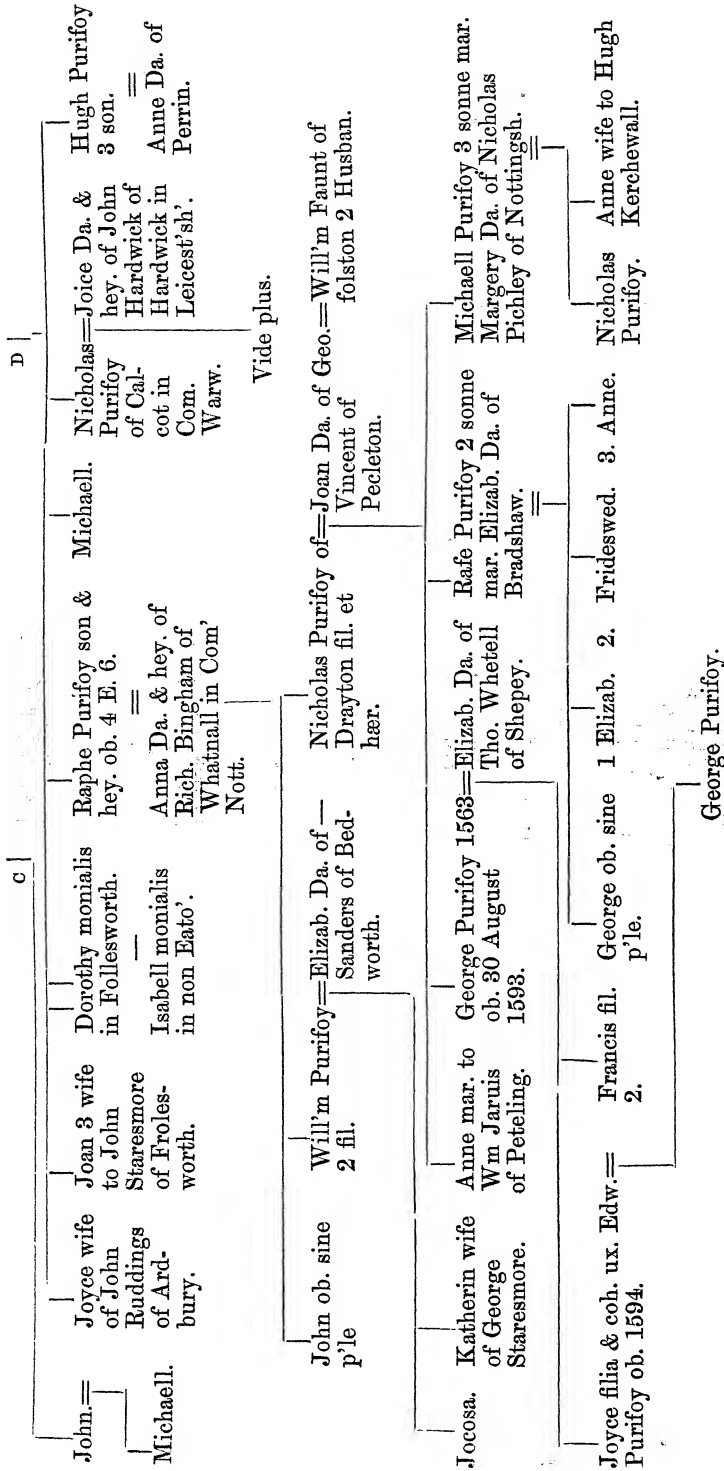 C
D
John.=
Michaell.
Joyce wife
of John
Ruddings
of Ard-
bury.
Joan 3 wife
to John
Staresmore
of Froles-
worth.
Dorothy monialis
in Follesworth.
—
Isabell monialis
in non Eato'.
Raphe Purifoy son &
hey. ob. 4 E. 6.
=
Anna Da. & hey. of
Rich. Bingham of
Whatnall in Com'
Nott.
Michaell.
Nicholas=Joice Da. &
Purifoy hey. of John
of Cal- Hardwick of
cot in Hardwick in
Com. Leicest'sh'.
Warw.
Vide plus.
Hugh Purifoy
3 son.
=
Anne Da. of
Perrin.
John ob. sine
p'le
Will'm Purifoy=Elizab. Da. of —
2 fil. Sanders of Bed-
worth.
Nicholas Purifoy of=Joan Da. of Geo.=Will'm Faunt of
Drayton fil. et Vincent of folston 2 Husban.
hær. Pecleton.
Jocosa.
Katherin wife
of George
Staresmore.
Anne mar. to
Wm Jaruis
of Peteling.
George Purifoy 1563=Elizab. Da. of
ob. 30 August Tho. Whetell
1593. of Shepey.
Rafe Purifoy 2 sonne
mar. Elizab. Da. of
Bradshaw.
=
Michaell Purifoy 3 sonne mar.
Margery Da. of Nicholas
Pichley of Nottingsh.
=
Joyce filia & coh. ux. Edw.=
Purifoy ob. 1594.
Francis fil.
2.
George ob. sine
p'le.
1 Elizab.
2. Frideswed.
3. Anne.
Nicholas
Purifoy.
Anne wife to Hugh
Kerchewall.
George Purifoy.